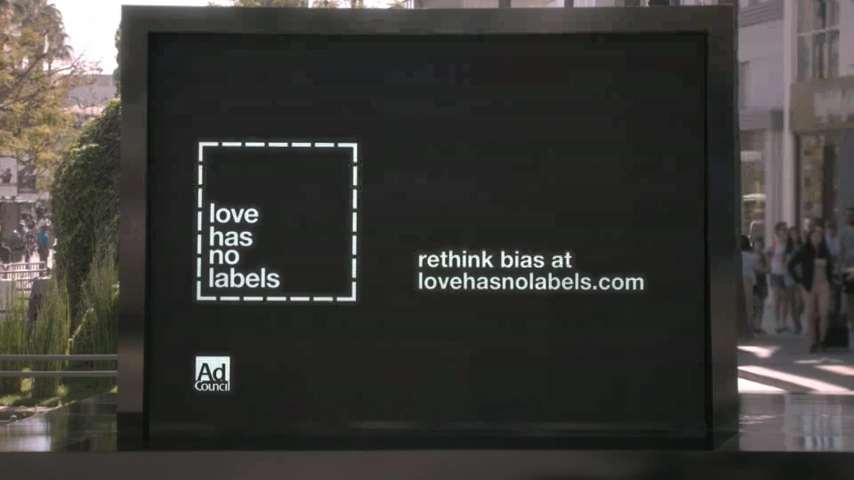 love
has
no
labels
rethink bias at
lovehasnolabels.com
Ad
Council